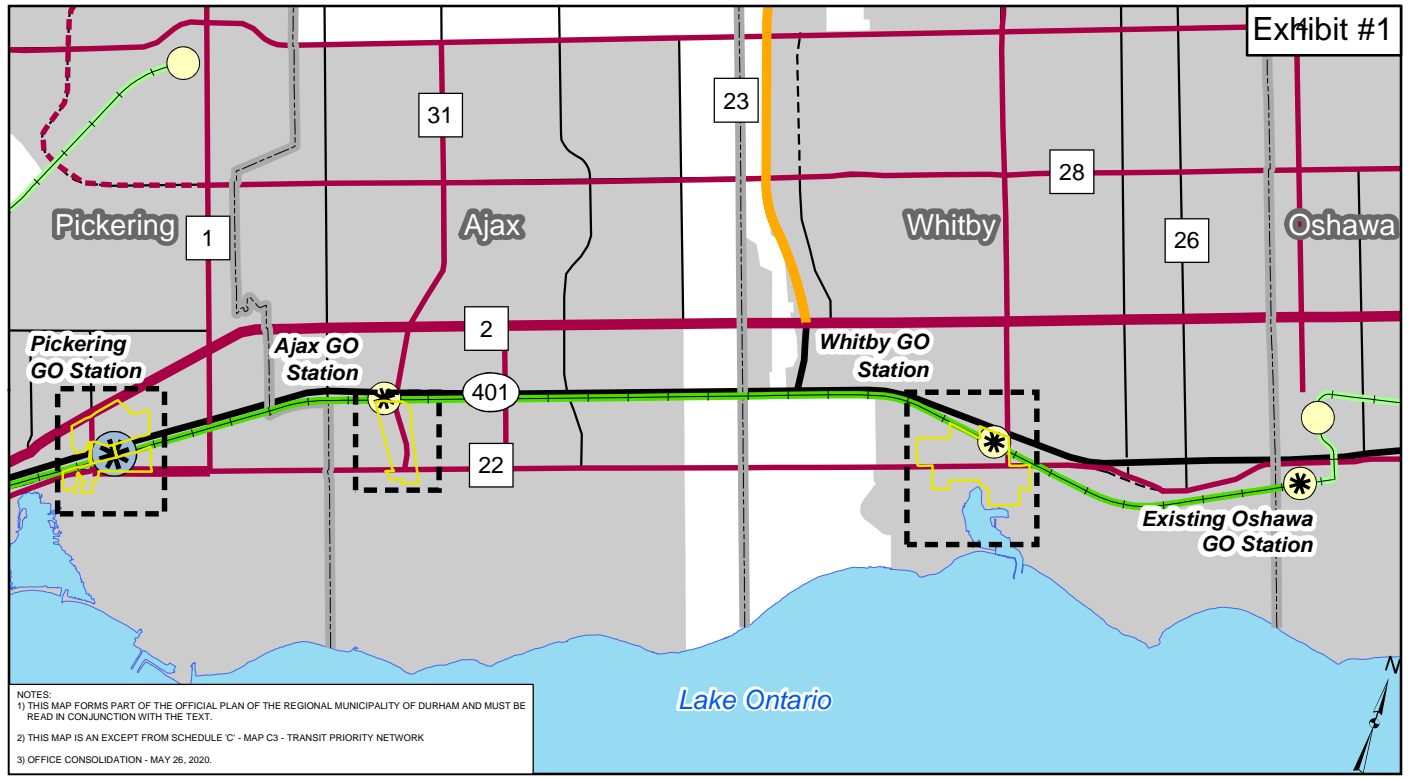 Exhibit #1
4
31
23
28
Pickering
1
Ajax
Whitby
26
Oshawa
2
Pickering
GO Station
Ajax GO
Station
Whitby GO
Station
401
22
Existing Oshawa
GO Station
Lake Ontario
N
NOTES:
1) THIS MAP FORMS PART OF THE OFFICIAL PLAN OF THE REGIONAL MUNICIPALITY OF DURHAM AND MUST BE
READ IN CONJUNCTION WITH THE TEXT.
2) THIS MAP IS AN EXCEPT FROM SCHEDULE 'C' - MAP C3 - TRANSIT PRIORITY NETWORK
3) OFFICE CONSOLIDATION - MAY 26, 2020.